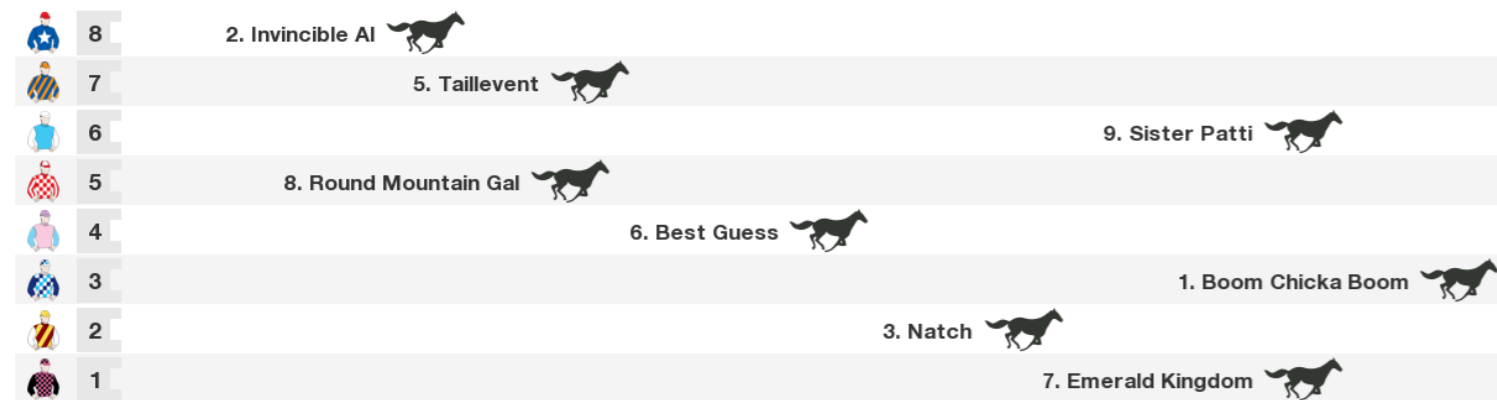 8 2. Invincible Al
7 5. Taillevent
6 9. Sister Patti
5 8. Round Mountain Gal
4 6. Best Guess
3 1. Boom Chicka Boom
2 3. Natch
1 7. Emerald Kingdom